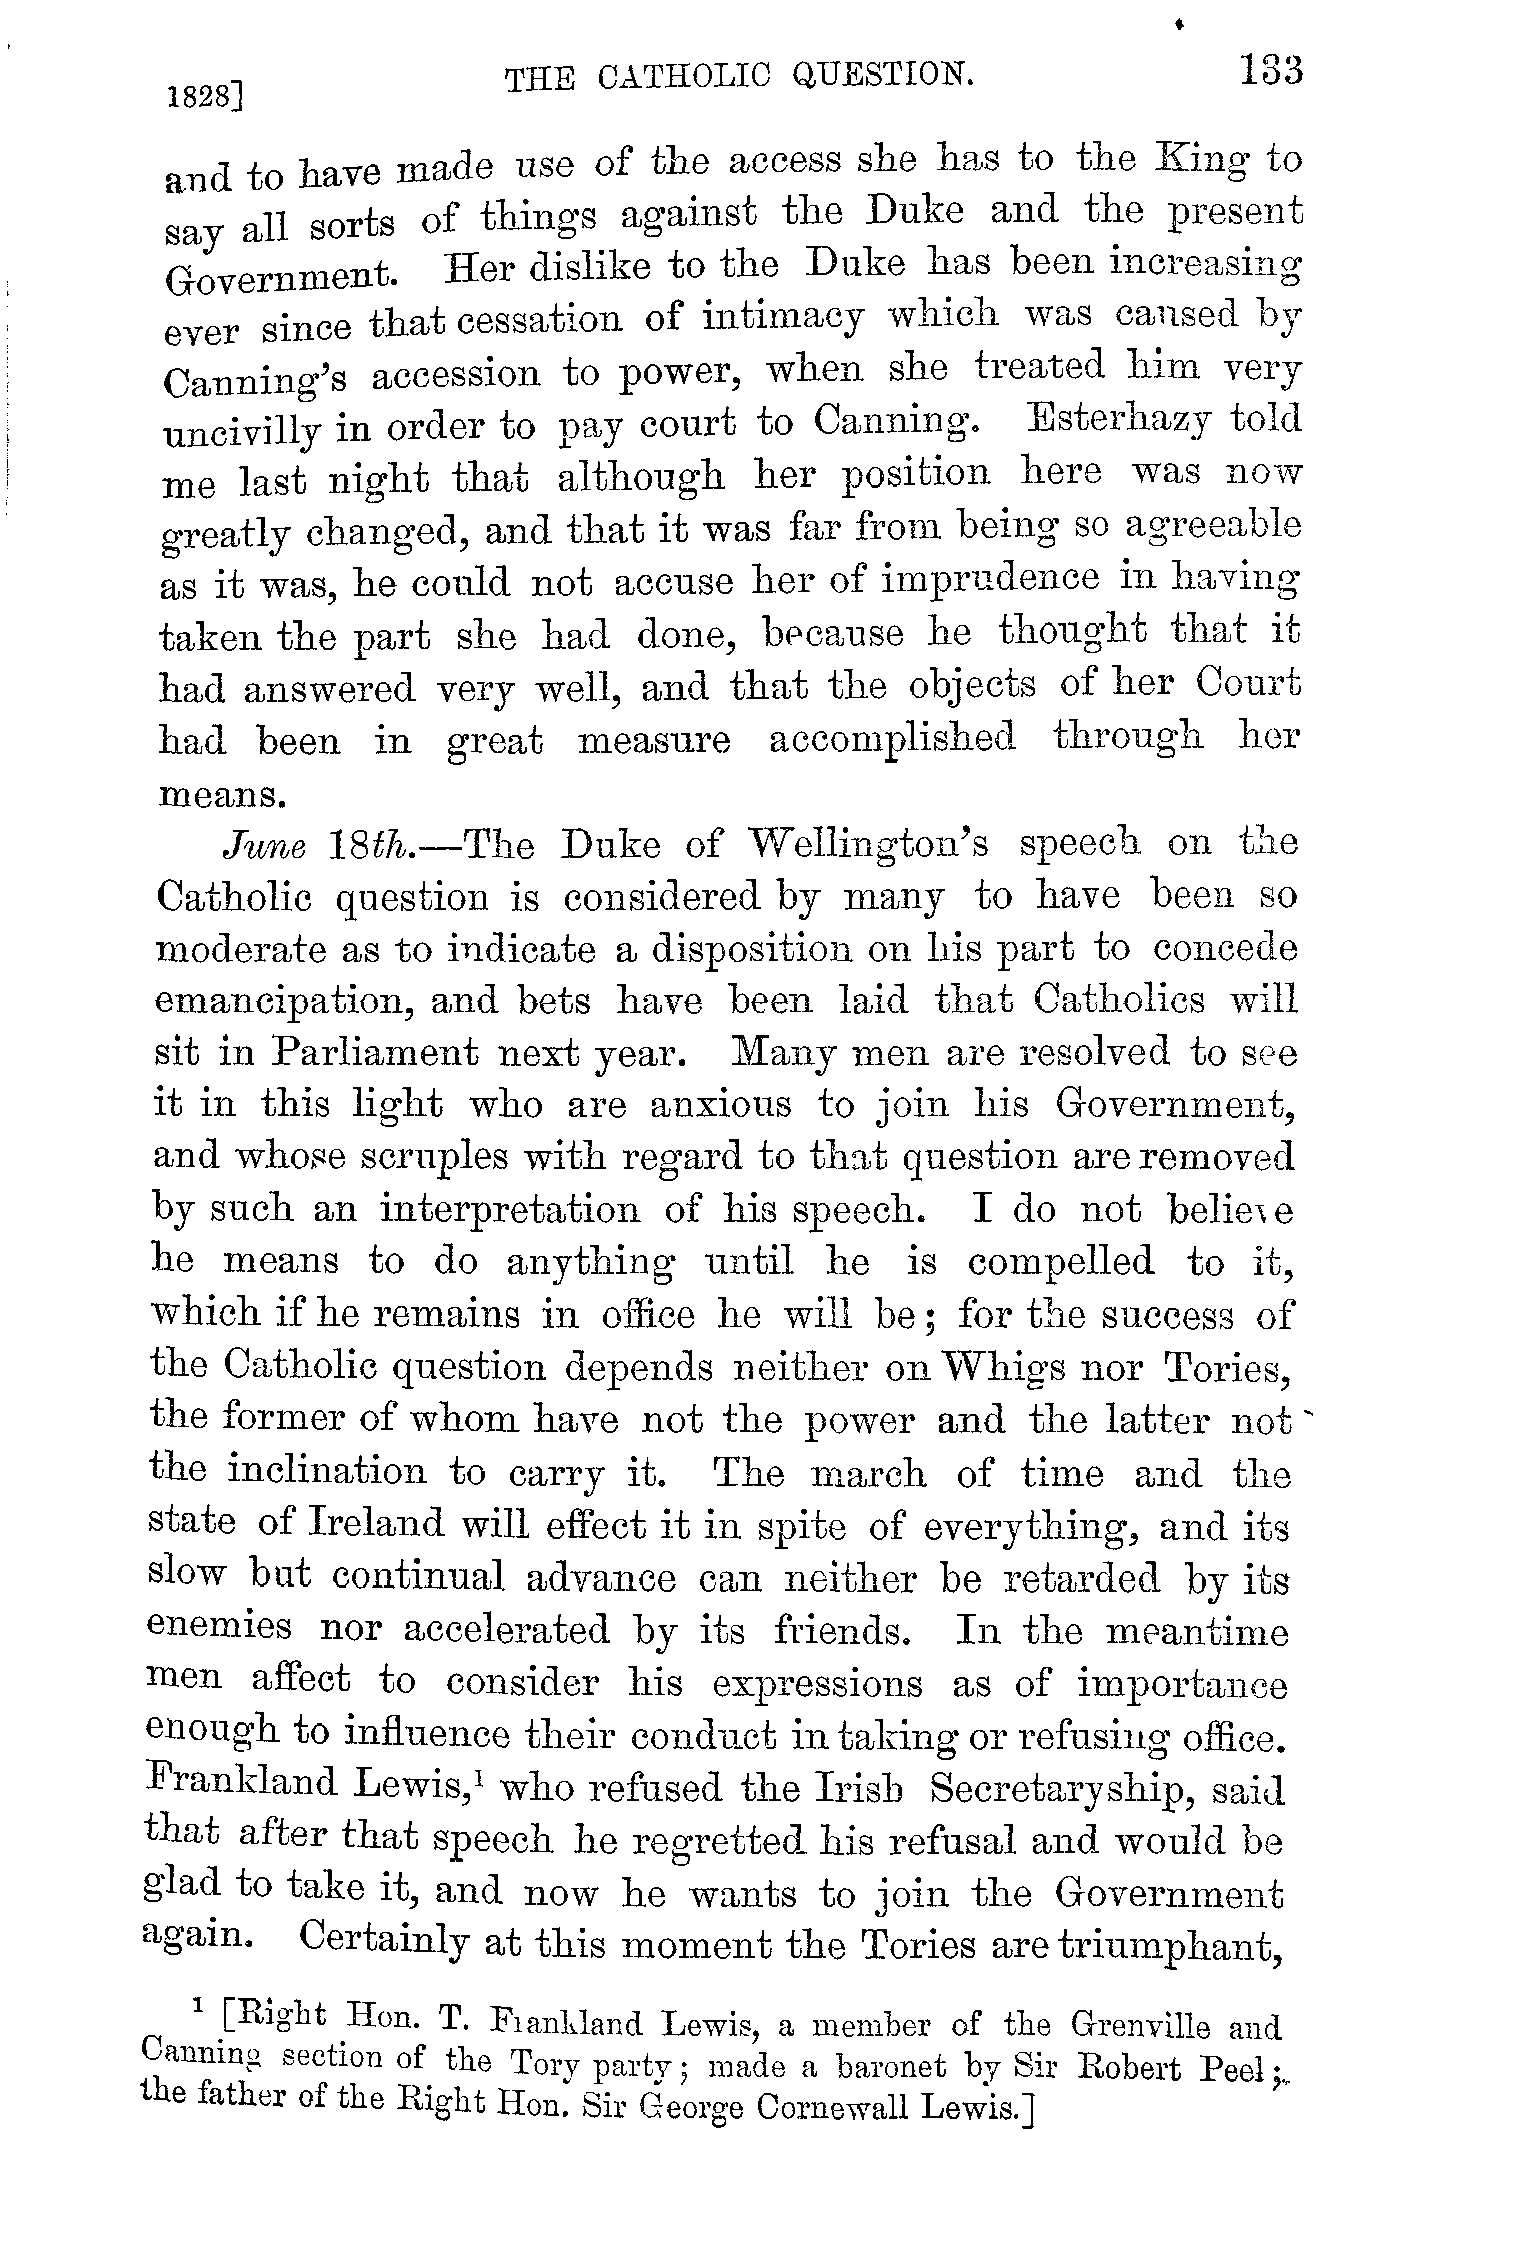 1828] THE CATHOLIC QUESTION. 133
and to have made use of the access she has to the King to
say all sorts of things against the Duke and the present
Government. Her dislike to the Duke has been increasing
ever since that cessation of intimacy which was caused by
Canning's accession to power, when she treated him very
uncivilly in order to pay court to Canning. Esterhazy told
me last night that although her position here was now
greatly changed, and that it was far from being so agreeable
as it was, he could not accuse her of imprudence in having
taken the part she had done, because he thought that it
had answered very well, and that the objects of her Court
had been in great measure accomplished through her
means.
June 18th.—The Duke of Wellington's speech on the
Catholic question is considered by many to have been so
moderate as to indicate a disposition on his part to concede
emancipation, and bets have been laid that Catholics will
sit in Parliament next year. Many men are resolved to see
it in this light who are anxious to join his Government,
and whose scruples with regard to that question are removed
by such an interpretation of his speech. I do not believe
he means to do anything until he is compelled to it,
which if he remains in office he will be; for the success of
the Catholic question depends neither on Whigs nor Tories,
the former of whom have not the power and the latter not
the inclination to carry it. The march of time and the
state of Ireland will effect it in spite of everything, and its
slow but continual advance can neither be retarded by its
enemies nor accelerated by its friends. In the meantime
men affect to consider his expressions as of importance
enough to influence their conduct in taking or refusing office.
Frankland Lewis,¹ who refused the Irish Secretaryship, said
that after that speech he regretted his refusal and would be
glad to take it, and now he wants to join the Government
again. Certainly at this moment the Tories are triumphant,
¹ [Right Hon. T. Frankland Lewis, a member of the Grenville and
Canning section of the Tory party; made a baronet by Sir Robert Peel;
the father of the Right Hon. Sir George Cornewall Lewis.]